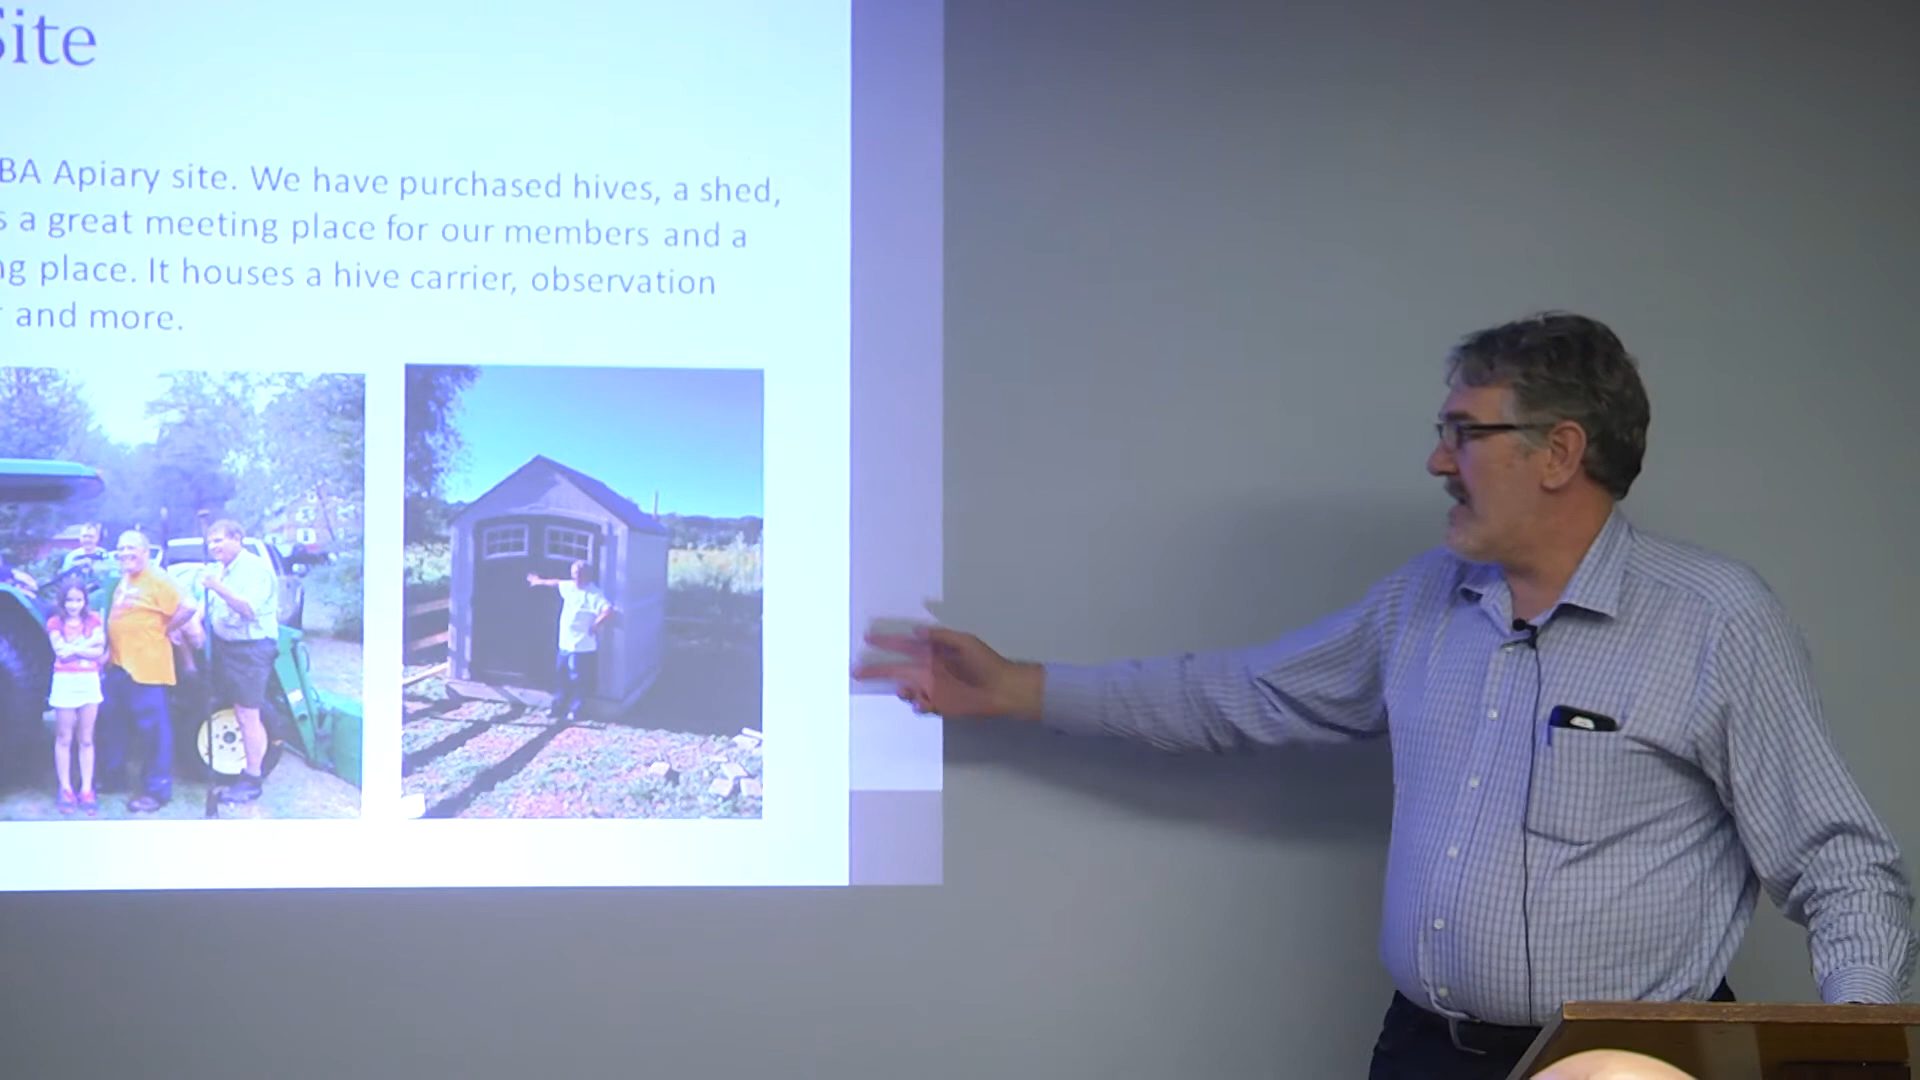 Site
BA Apiary site. We have purchased hives, a shed,
s a great meeting place for our members and a
ng place. It houses a hive carrier, observation
and more.